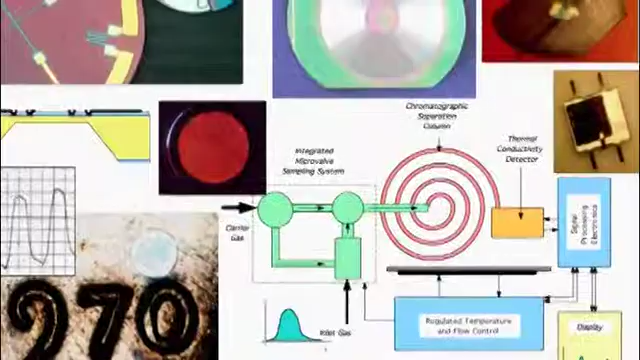 Chromatographic
Separation
Column
Thermal
Conductivity
Detector
Integrated
Microvalve
Sampling System
Carrier
Gas
Signal
Processing
Electronics
Inlet Gas
Regulated Temperature
and Flow Control
Display
970